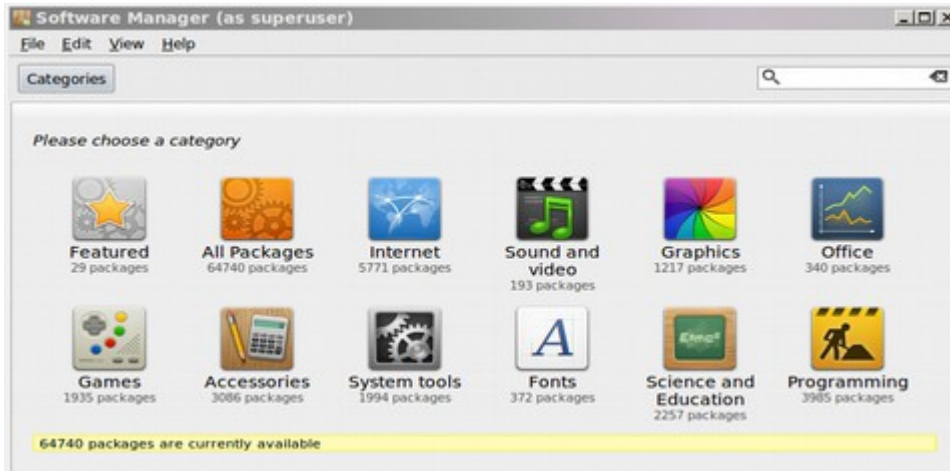 Software Manager (as superuser)
File Edit View Help
Categories
Please choose a category
Featured
29 packages
All Packages
64740 packages
Internet
5771 packages
Sound and
video
193 packages
Graphics
1217 packages
Office
340 packages
Games
1935 packages
Accessories
3086 packages
System tools
1994 packages
Fonts
372 packages
Science and
Education
2257 packages
Programming
3985 packages
64740 packages are currently available